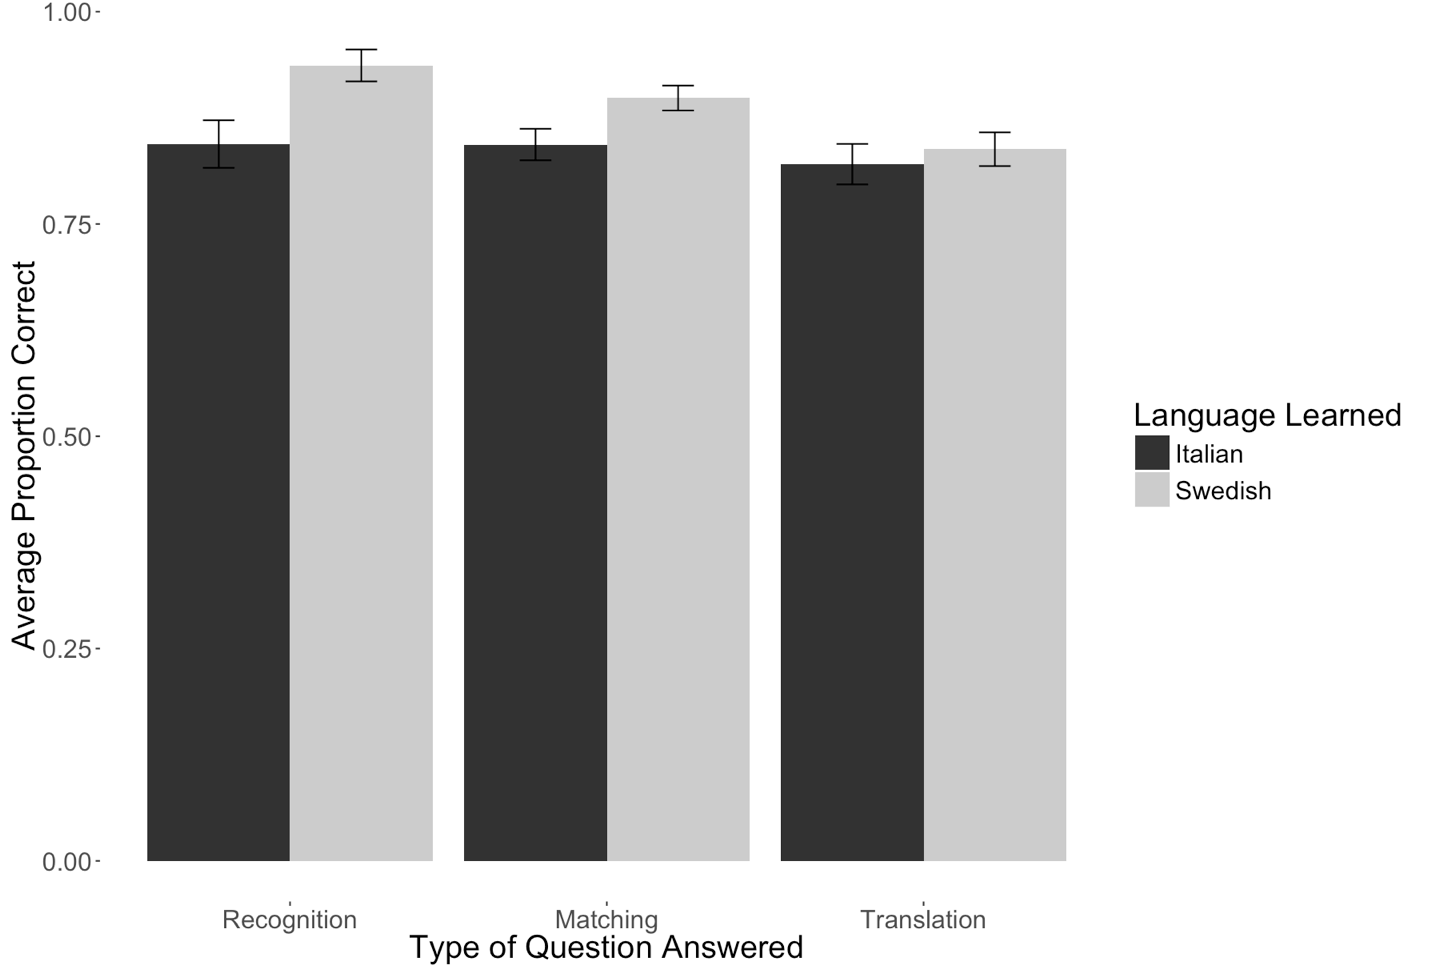 1.00
0.75
0.50
0.25
0.00
Average Proportion Correct
Recognition
Matching
Translation
Type of Question Answered
Language Learned
Italian
Swedish